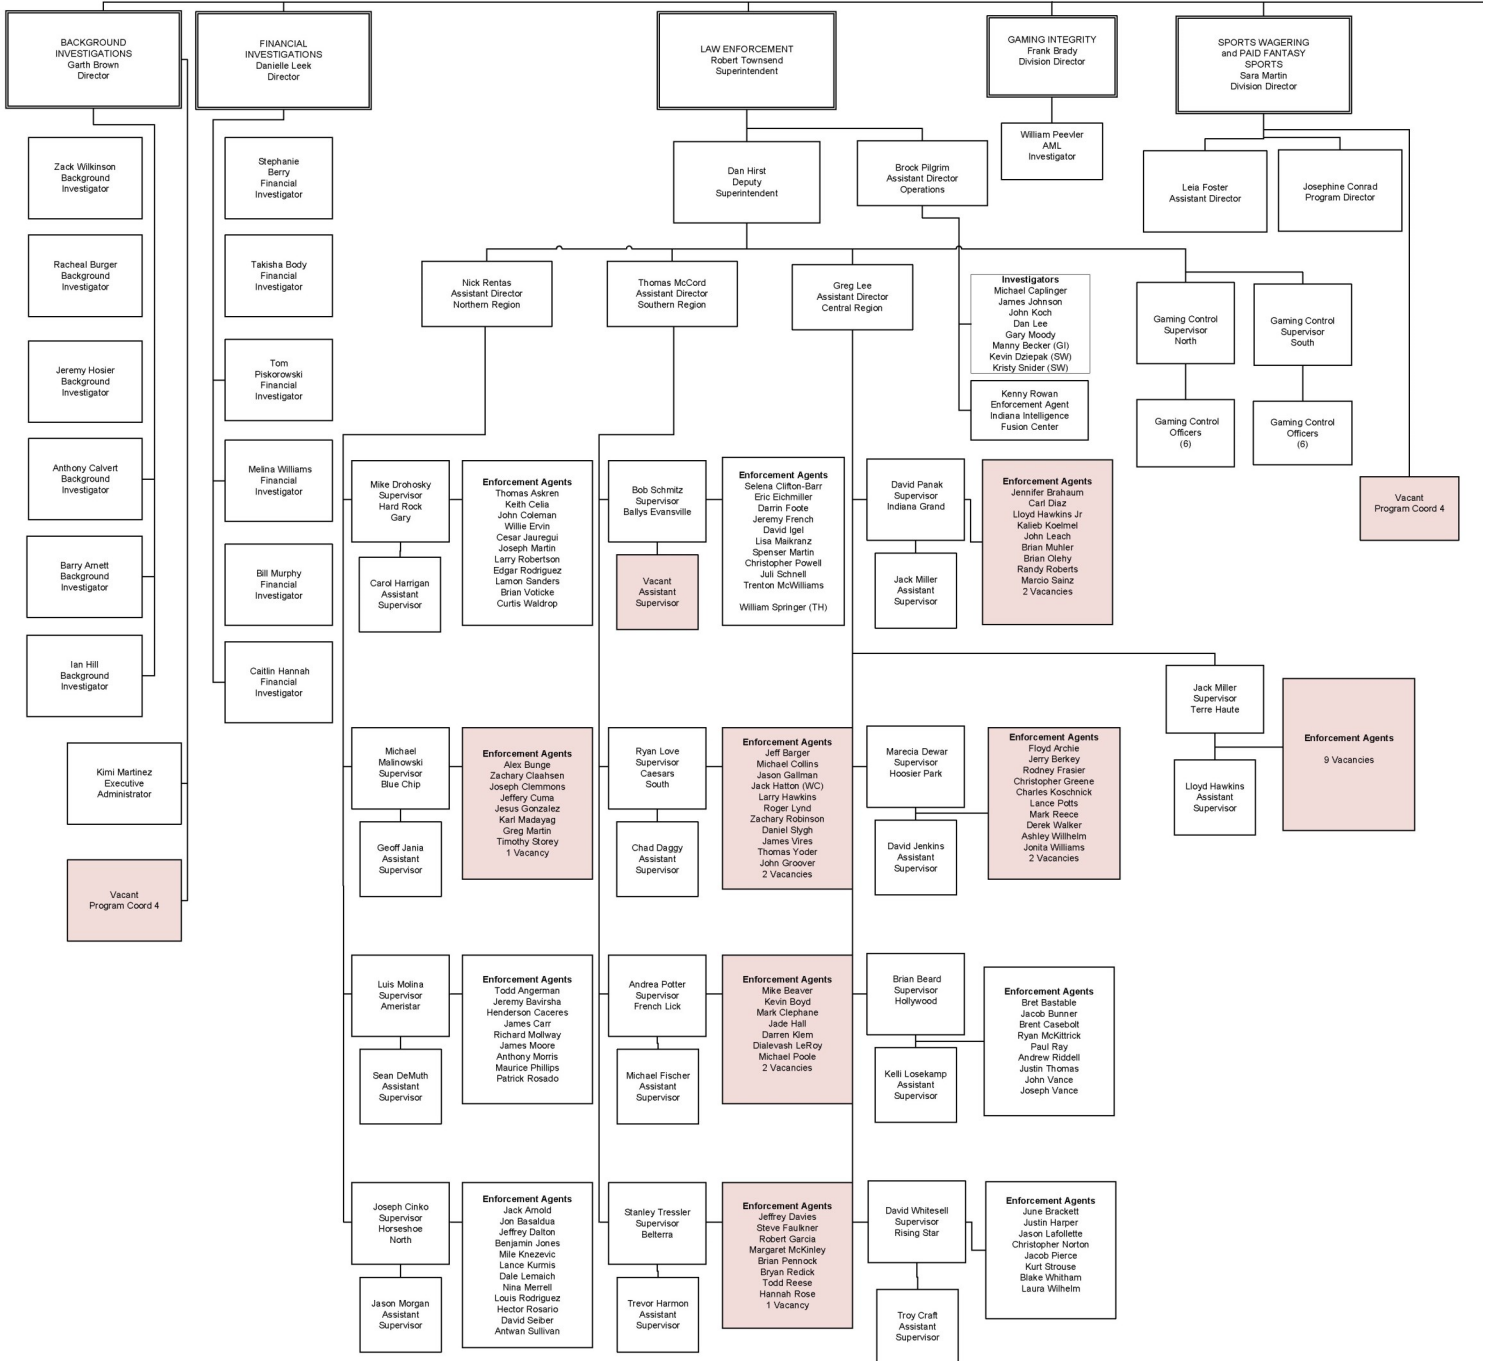 BACKGROUND
INVESTIGATIONS
Garth Brown
Director
FINANCIAL
INVESTIGATIONS
Danielle Leek
Director
LAW ENFORCEMENT
Robert Townsend
Superintendent
GAMING INTEGRITY
Frank Brady
Division Director
SPORTS WAGERING
and PAID FANTASY
SPORTS
Sara Martin
Division Director
Zack Wilkinson
Background
Investigator
Racheal Burger
Background
Investigator
Jeremy Hosier
Background
Investigator
Anthony Calvert
Background
Investigator
Barry Arnett
Background
Investigator
Ian Hill
Background
Investigator
Kimi Martinez
Executive
Administrator
Vacant
Program Coord 4
Stephanie
Berry
Financial
Investigator
Takisha Body
Financial
Investigator
Tom
Piskorowski
Financial
Investigator
Melina Williams
Financial
Investigator
Bill Murphy
Financial
Investigator
Caitlin Hannah
Financial
Investigator
Dan Hirst
Deputy
Superintendent
Brock Pilgrim
Assistant Director
Operations
William Peevler
AML
Investigator
Leia Foster
Assistant Director
Josephine Conrad
Program Director
Nick Rentas
Assistant Director
Northern Region
Thomas McCord
Assistant Director
Southern Region
Greg Lee
Assistant Director
Central Region
Investigators
Michael Caplinger
James Johnson
John Koch
Dan Lee
Gary Moody
Manny Becker (GI)
Kevin Dziepak (SW)
Kristy Snider (SW)
Kenny Rowan
Enforcement Agent
Indiana Intelligence
Fusion Center
Gaming Control
Supervisor
North
Gaming Control
Supervisor
South
Gaming Control
Officers
(6)
Gaming Control
Officers
(6)
Vacant
Program Coord 4
Mike Drohosky
Supervisor
Hard Rock
Gary
Carol Harrigan
Assistant
Supervisor
Enforcement Agents
Thomas Askren
Keith Celia
John Coleman
Willie Ervin
Cesar Jauregui
Joseph Martin
Larry Robertson
Edgar Rodriguez
Lamon Sanders
Brian Voticke
Curtis Waldrop
Bob Schmitz
Supervisor
Ballys Evansville
Vacant
Assistant
Supervisor
Enforcement Agents
Selena Clifton-Barr
Eric Eichmiller
Darrin Foote
Jeremy French
David Igel
Lisa Maikranz
Spenser Martin
Christopher Powell
Juli Schnell
Trenton McWilliams
William Springer (TH)
David Panak
Supervisor
Indiana Grand
Jack Miller
Assistant
Supervisor
Enforcement Agents
Jennifer Brahaum
Carl Diaz
Lloyd Hawkins Jr
Kalieb Koelmel
John Leach
Brian Muhler
Brian Olehy
Randy Roberts
Marcio Sainz
2 Vacancies
Jack Miller
Supervisor
Terre Haute
Lloyd Hawkins
Assistant
Supervisor
Enforcement Agents
9 Vacancies
Michael
Malinowski
Supervisor
Blue Chip
Geoff Jania
Assistant
Supervisor
Enforcement Agents
Alex Bunge
Zachary Claahsen
Joseph Clemmons
Jeffery Cuma
Jesus Gonzalez
Karl Madayag
Greg Martin
Timothy Storey
1 Vacancy
Ryan Love
Supervisor
Caesars
South
Chad Daggy
Assistant
Supervisor
Enforcement Agents
Jeff Barger
Michael Collins
Jason Gallman
Jack Hatton (WC)
Larry Hawkins
Roger Lynd
Zachary Robinson
Daniel Slygh
James Vires
Thomas Yoder
John Groover
2 Vacancies
Marecia Dewar
Supervisor
Hoosier Park
David Jenkins
Assistant
Supervisor
Enforcement Agents
Floyd Archie
Jerry Berkey
Rodney Frasier
Christopher Greene
Charles Koschnick
Lance Potts
Mark Reece
Derek Walker
Ashley Willhelm
Jonita Williams
2 Vacancies
Luis Molina
Supervisor
Ameristar
Sean DeMuth
Assistant
Supervisor
Enforcement Agents
Todd Angerman
Jeremy Bavirsha
Henderson Caceres
James Carr
Richard Mollway
James Moore
Anthony Morris
Maurice Phillips
Patrick Rosado
Andrea Potter
Supervisor
French Lick
Michael Fischer
Assistant
Supervisor
Enforcement Agents
Mike Beaver
Kevin Boyd
Mark Clephane
Jade Hall
Darren Klem
Dialevash LeRoy
Michael Poole
2 Vacancies
Brian Beard
Supervisor
Hollywood
Kelli Losekamp
Assistant
Supervisor
Enforcement Agents
Bret Bastable
Jacob Bunner
Brent Casebolt
Ryan McKittrick
Paul Ray
Andrew Riddell
Justin Thomas
John Vance
Joseph Vance
Joseph Cinko
Supervisor
Horseshoe
North
Jason Morgan
Assistant
Supervisor
Enforcement Agents
Jack Arnold
Jon Basaldua
Jeffrey Dalton
Benjamin Jones
Mile Knezevic
Lance Kurmis
Dale Lemaich
Nina Merrell
Louis Rodriguez
Hector Rosario
David Seiber
Antwan Sullivan
Stanley Tressler
Supervisor
Belterra
Trevor Harmon
Assistant
Supervisor
Enforcement Agents
Jeffrey Davies
Steve Faulkner
Robert Garcia
Margaret McKinley
Brian Pennock
Bryan Redick
Todd Reese
Hannah Rose
1 Vacancy
David Whitesell
Supervisor
Rising Star
Troy Craft
Assistant
Supervisor
Enforcement Agents
June Brackett
Justin Harper
Jason Lafollette
Christopher Norton
Jacob Pierce
Kurt Strouse
Blake Whitham
Laura Wilhelm